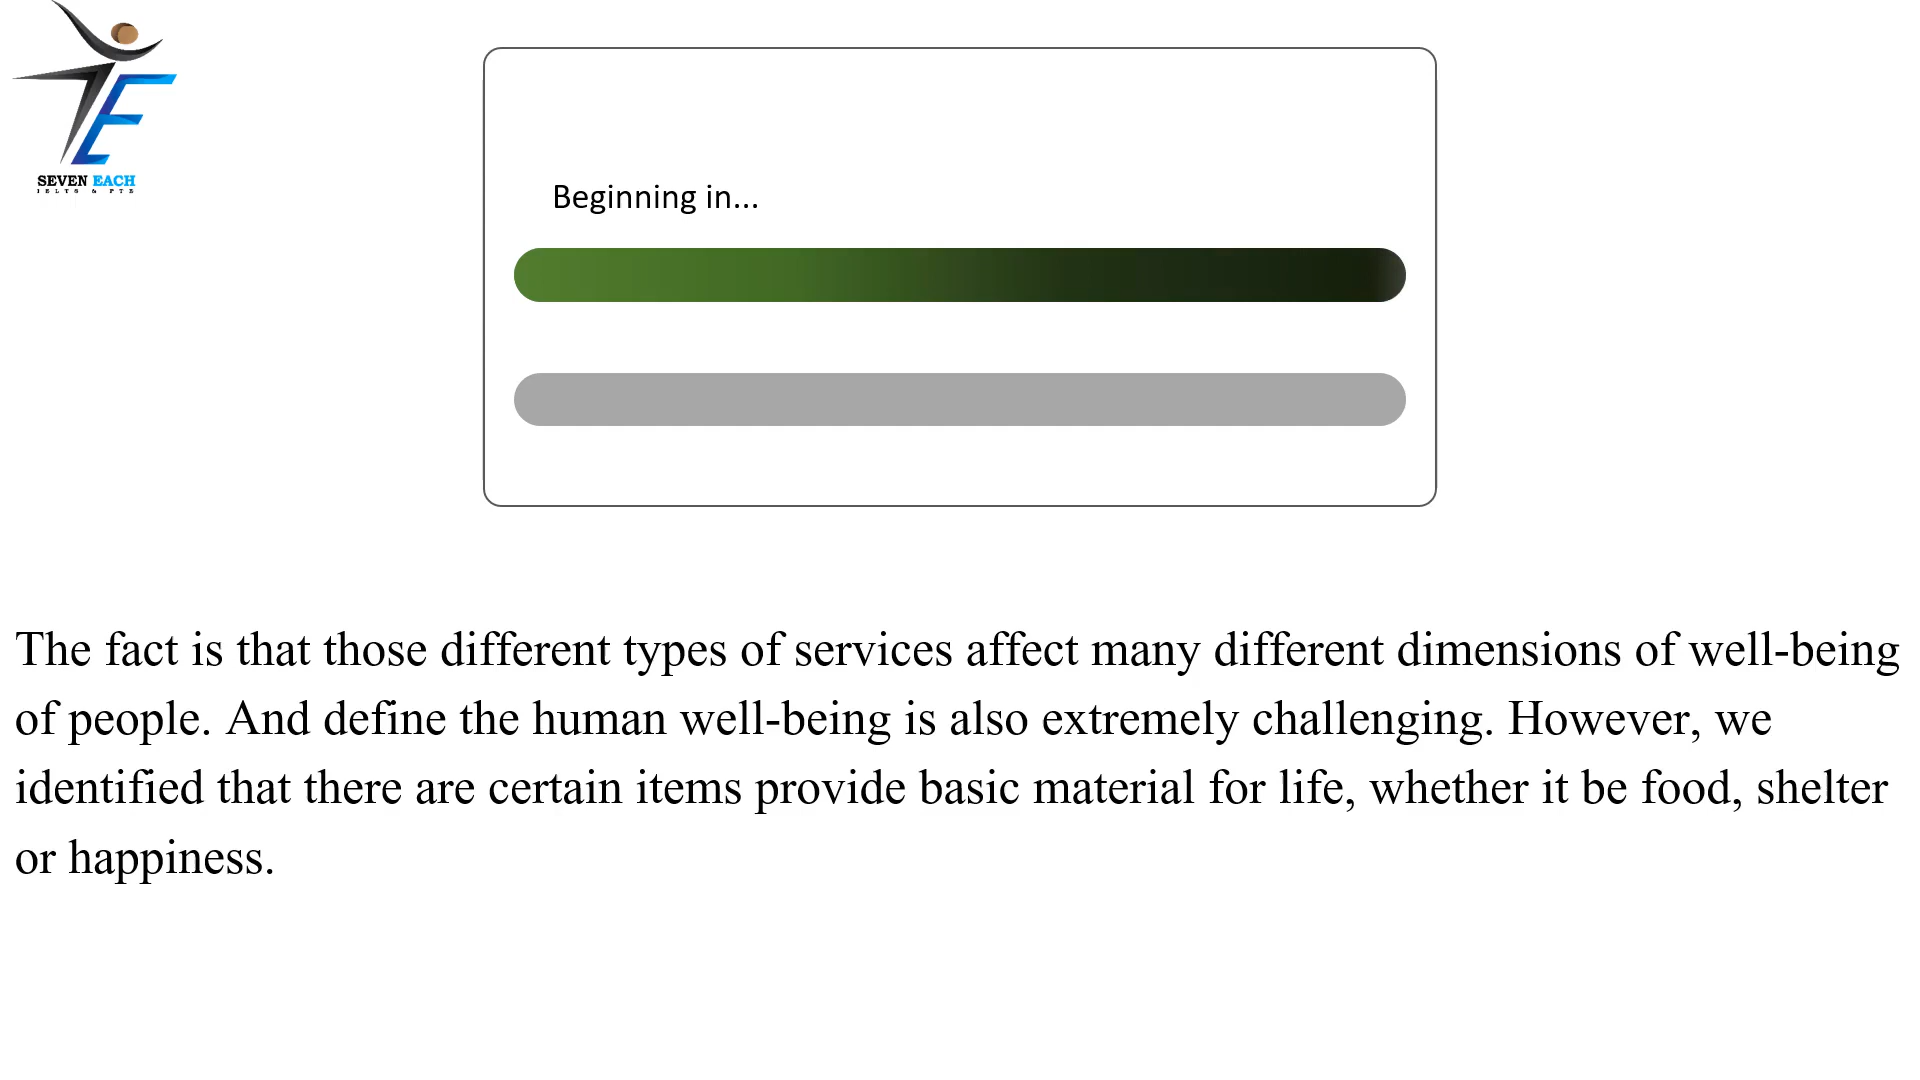 SEVEN EACH
IELTS & PTE
Beginning in...
The fact is that those different types of services affect many different dimensions of well-being
of people. And define the human well-being is also extremely challenging. However, we
identified that there are certain items provide basic material for life, whether it be food, shelter
or happiness.